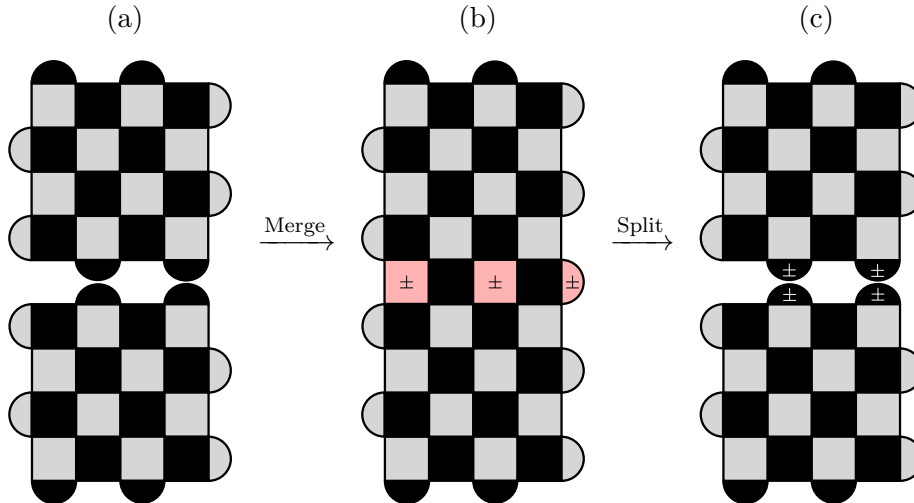 (a) (b) (c)
Merge Split
± ± ±
± ±
± ±